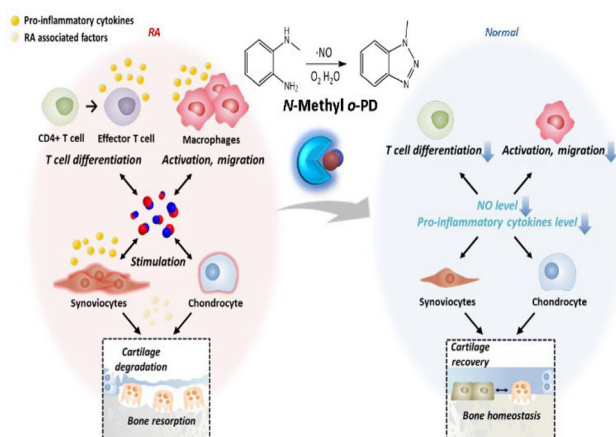 Pro-inflammatory cytokines
RA associated factors
RA
Normal
NH
NH₂
·NO
O₂ H₂O
N
N
N
N-Methyl o-PD
CD4+ T cell
Effector T cell
Macrophages
T cell differentiation
Activation, migration
Stimulation
Synoviocytes
Chondrocyte
Cartilage
degradation
Bone resorption
T cell differentiation
Activation, migration
NO level
Pro-inflammatory cytokines level
Synoviocytes
Chondrocyte
Cartilage
recovery
Bone homeostasis